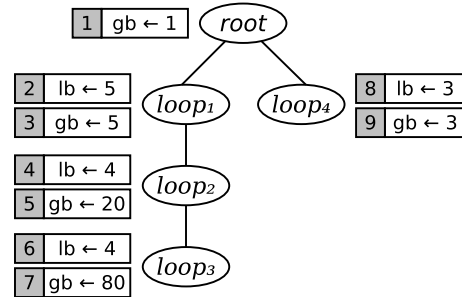 1 gb ← 1 root
2 lb ← 5 loop₁ loop₄ 8 lb ← 3
3 gb ← 5 9 gb ← 3
4 lb ← 4 loop₂
5 gb ← 20
6 lb ← 4 loop₃
7 gb ← 80